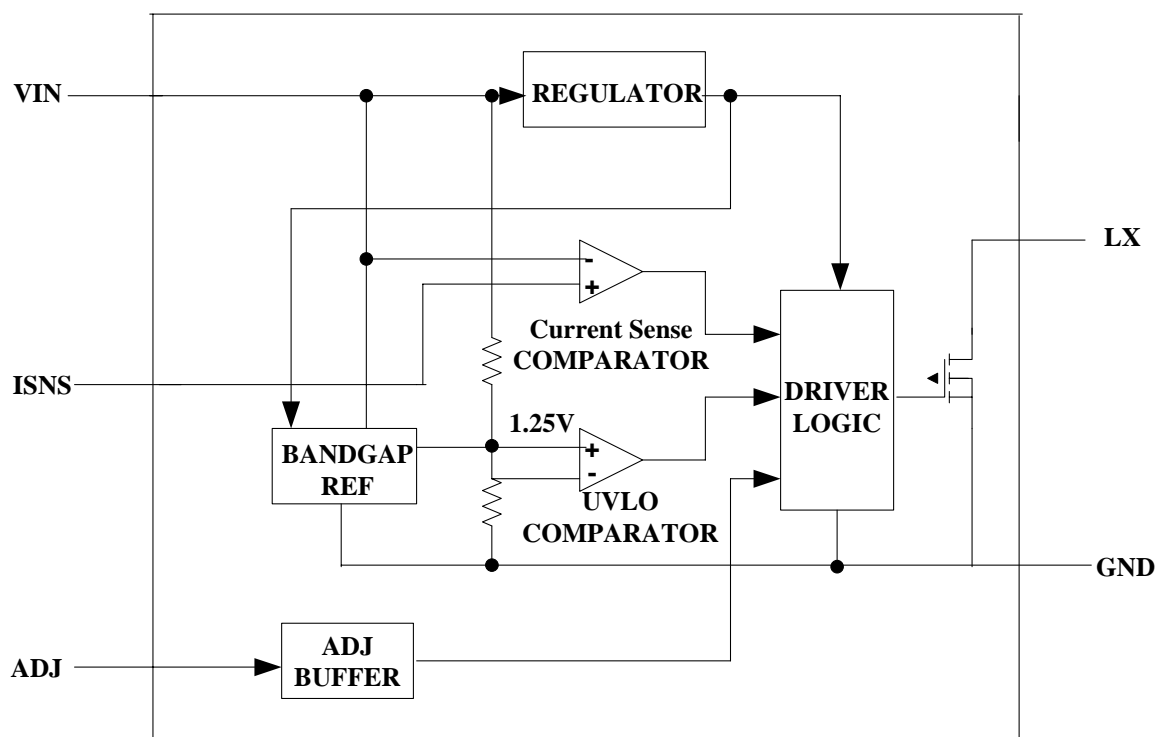 VIN
REGULATOR
LX
-
+
Current Sense
COMPARATOR
ISNS
DRIVER
LOGIC
1.25V
BANDGAP
REF
+
-
UVLO
COMPARATOR
GND
ADJ
ADJ
BUFFER